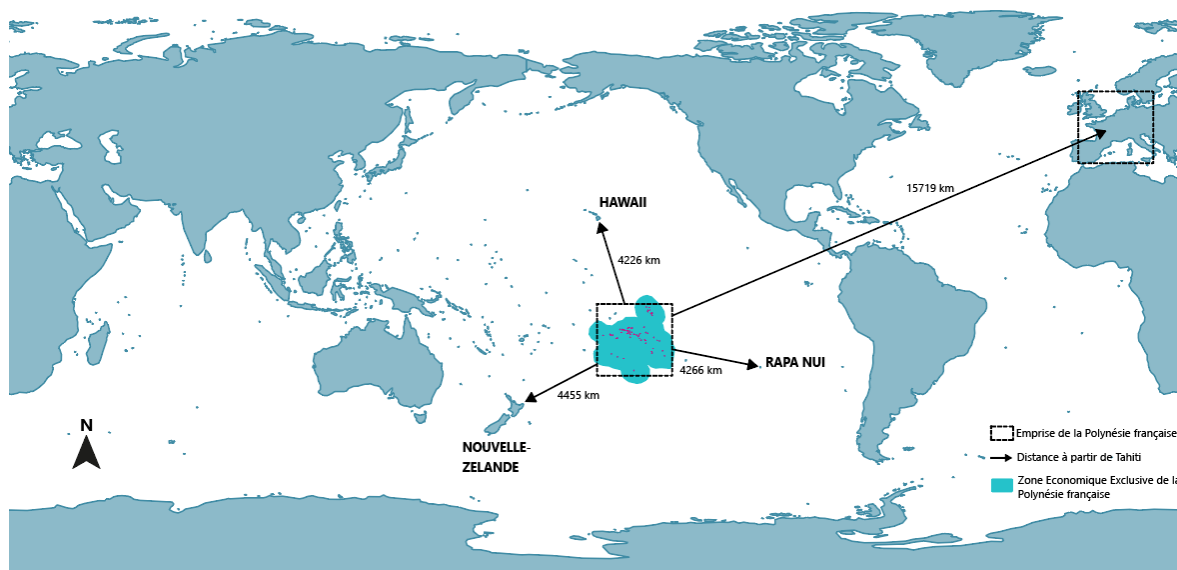 15719 km
HAWAII
4226 km
RAPA NUI
4266 km
4455 km
N
NOUVELLE-
ZELANDE
Emprise de la Polynésie française
Distance à partir de Tahiti
Zone Economique Exclusive de la
Polynésie française